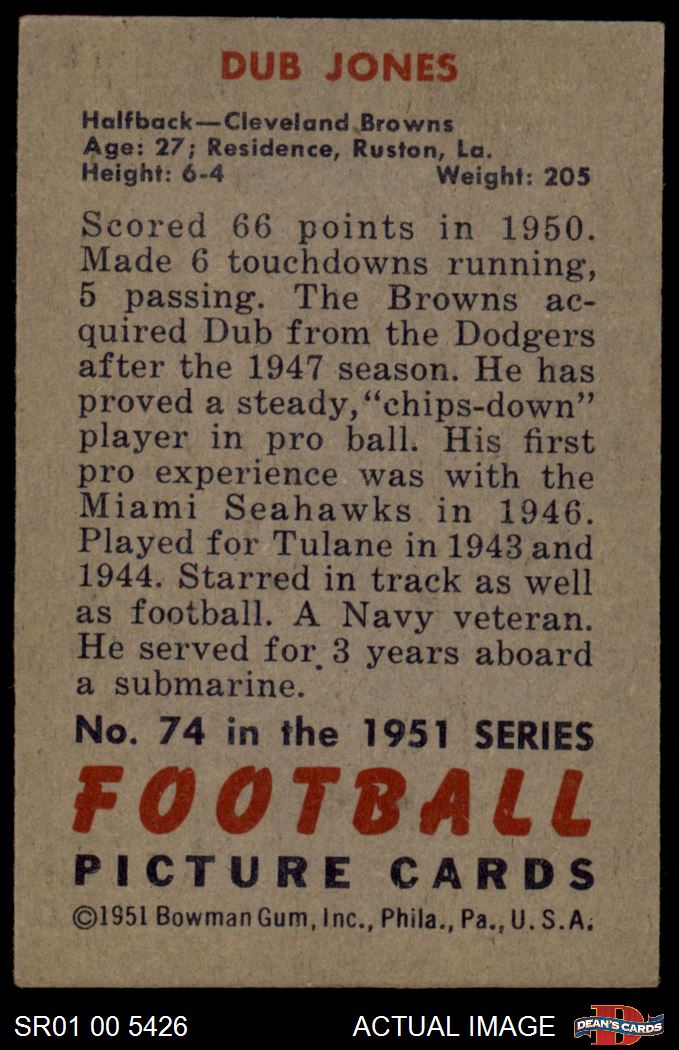 DUB JONES
Halfback—Cleveland Browns
Age: 27; Residence, Ruston, La.
Height: 6-4 Weight: 205
Scored 66 points in 1950.
Made 6 touchdowns running,
5 passing. The Browns ac-
quired Dub from the Dodgers
after the 1947 season. He has
proved a steady, “chips-down”
player in pro ball. His first
pro experience was with the
Miami Seahawks in 1946.
Played for Tulane in 1943 and
1944. Starred in track as well
as football. A Navy veteran.
He served for 3 years aboard
a submarine.
No. 74 in the 1951 SERIES
FOOTBALL
PICTURE CARDS
©1951 Bowman Gum, Inc., Phila., Pa., U.S.A.
SR01 00 5426 ACTUAL IMAGE D DEAN'S CARDS